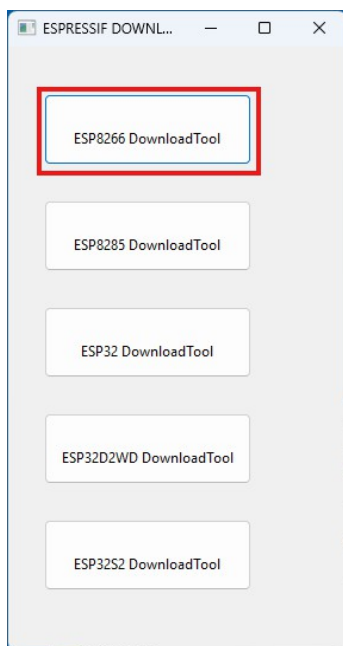 ESPRESSIF DOWNL...
ESP8266 DownloadTool
ESP8285 DownloadTool
ESP32 DownloadTool
ESP32D2WD DownloadTool
ESP32S2 DownloadTool